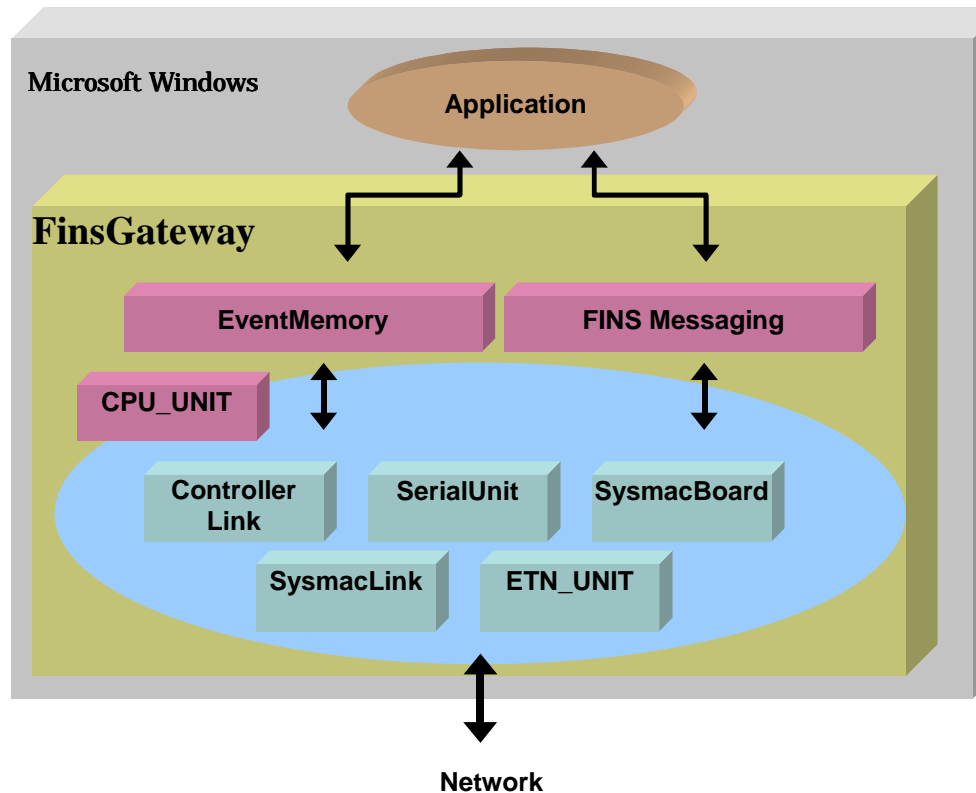 Microsoft Windows
Application
FinsGateway
EventMemory
FINS Messaging
CPU_UNIT
Controller
Link
SerialUnit
SysmacBoard
SysmacLink
ETN_UNIT
Network